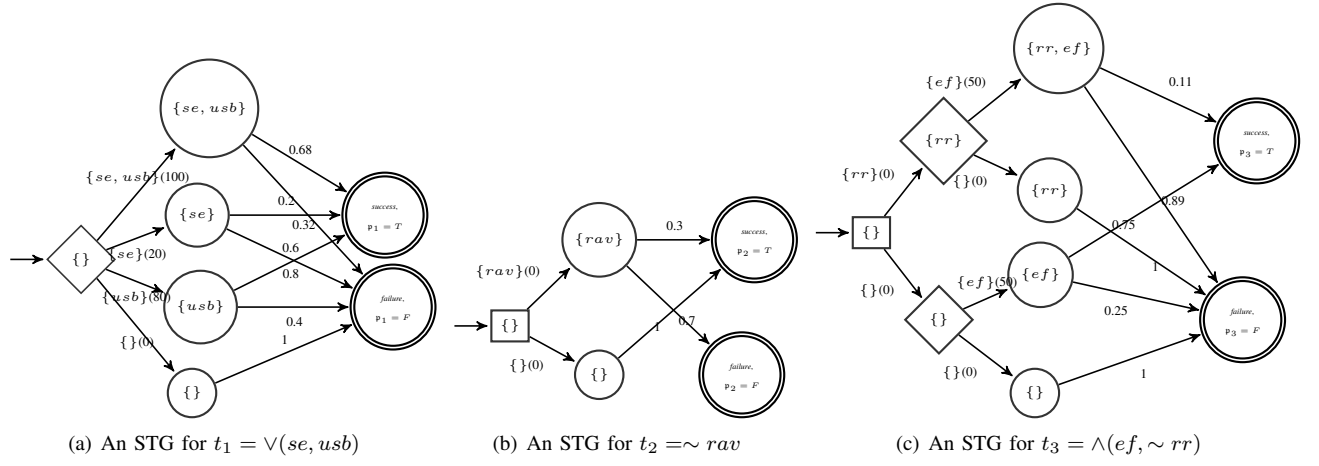 {se, usb}
{se, usb}(100)
0.68
{se}
0.2
success,
p₁ = T
0.32
{}
{se}(20)
0.6
{usb}(80)
0.8
{usb}
failure,
p₁ = F
0.4
{}(0)
1
{}
(a) An STG for t₁ = ∨(se, usb)
{rav}
0.3
success,
p₂ = T
{rav}(0)
{}
1
0.7
{}(0)
{}
failure,
p₂ = F
(b) An STG for t₂ =∼ rav
{rr, ef}
{ef}(50)
0.11
{rr}
success,
p₃ = T
{rr}(0)
{}(0)
{rr}
0.89
{}
0.75
{ef}
1
{}(0)
{ef}(50)
{}
0.25
failure,
p₃ = F
{}(0)
1
{}
(c) An STG for t₃ = ∧(ef, ∼ rr)